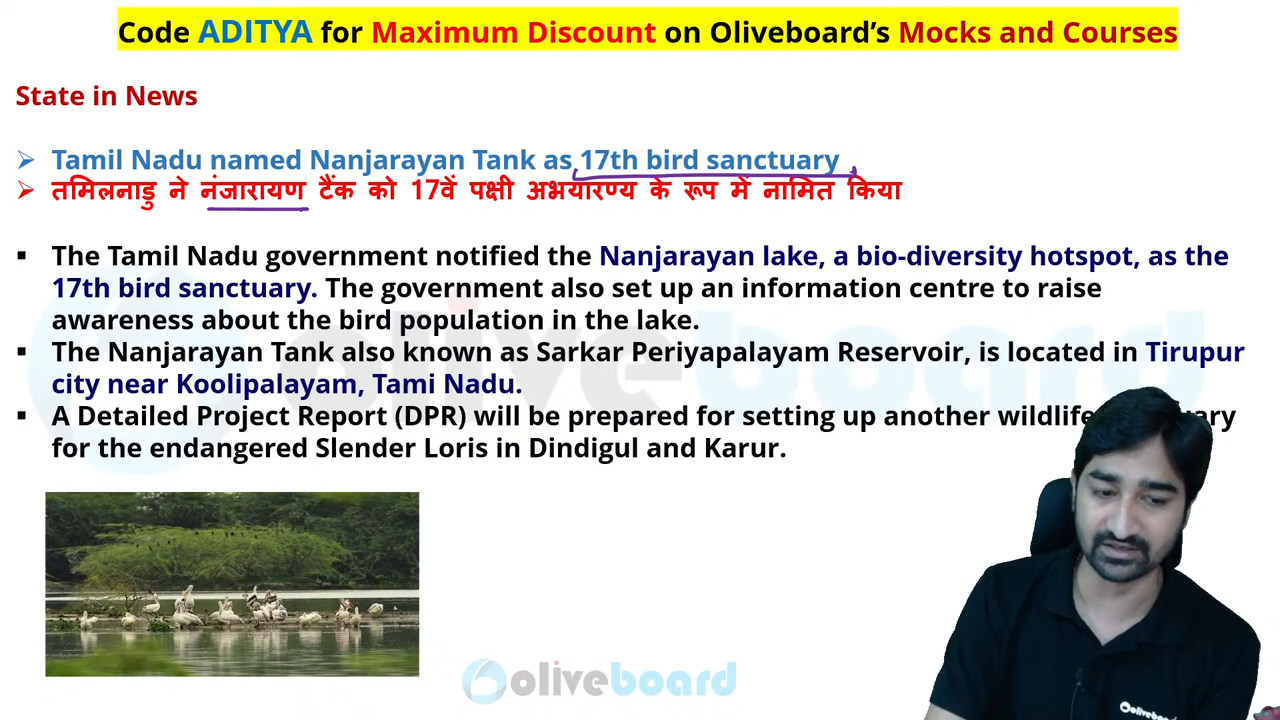 Code ADITYA for Maximum Discount on Oliveboard's Mocks and Courses
State in News
Tamil Nadu named Nanjarayan Tank as 17th bird sanctuary
तमिलनाडु ने नंजारायण टैंक को 17वें पक्षी अभयारण्य के रूप में नामित किया
The Tamil Nadu government notified the Nanjarayan lake, a bio-diversity hotspot, as the
17th bird sanctuary. The government also set up an information centre to raise
awareness about the bird population in the lake.
The Nanjarayan Tank also known as Sarkar Periyapalayam Reservoir, is located in Tirupur
city near Koolipalayam, Tami Nadu.
A Detailed Project Report (DPR) will be prepared for setting up another wildlife
for the endangered Slender Loris in Dindigul and Karur.
oliveboard
oliveboard
oliveboard